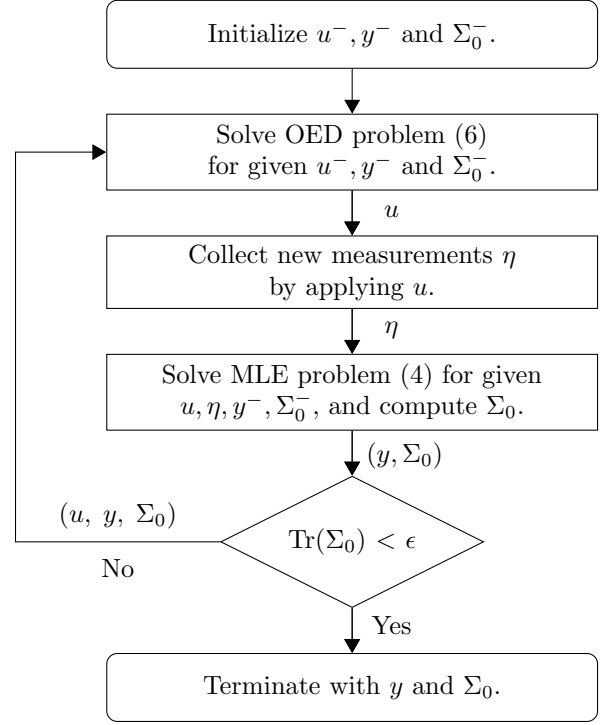 Initialize u⁻, y⁻ and Σ₀⁻.
Solve OED problem (6)
for given u⁻, y⁻ and Σ₀⁻.
u
Collect new measurements η
by applying u.
η
Solve MLE problem (4) for given
u, η, y⁻, Σ₀⁻, and compute Σ₀.
(y, Σ₀)
(u, y, Σ₀)
Tr(Σ₀) < ϵ
No
Yes
Terminate with y and Σ₀.